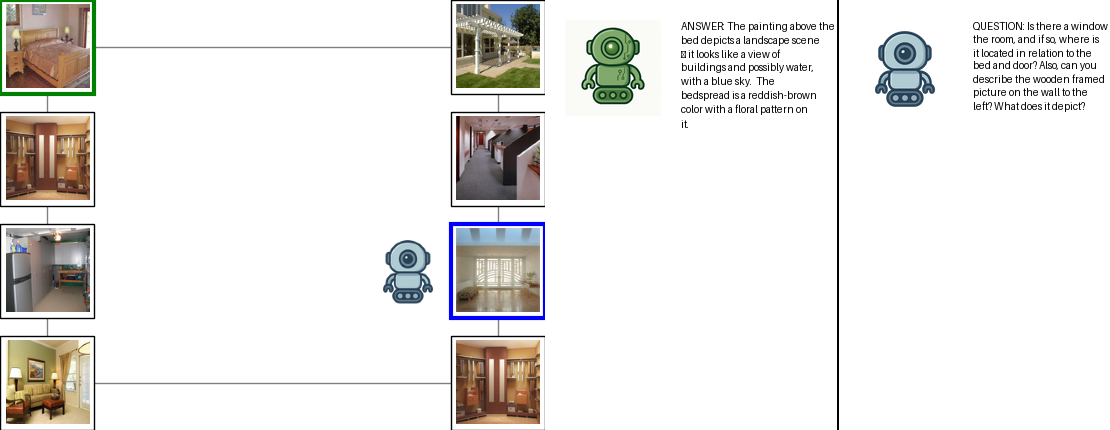 ANSWER: The painting above the
bed depicts a landscape scene
it looks like a view of
buildings and possibly water,
with a blue sky. The
bedspread is a reddish-brown
color with a floral pattern on
it.
QUESTION: Is there a window
the room, and if so, where is
it located in relation to the
bed and door? Also, can you
describe the wooden framed
picture on the wall to the
left? What does it depict?